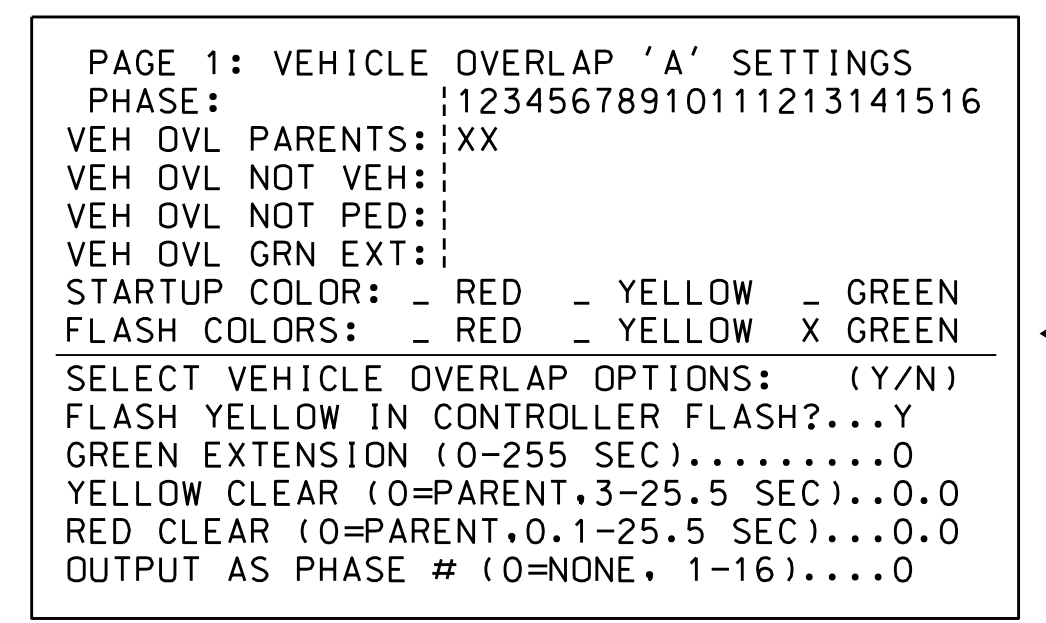 PAGE 1: VEHICLE OVERLAP 'A' SETTINGS
PHASE: ¦12345678910111213141516
VEH OVL PARENTS:¦XX
VEH OVL NOT VEH:¦
VEH OVL NOT PED:¦
VEH OVL GRN EXT:¦
STARTUP COLOR: _ RED _ YELLOW _ GREEN
FLASH COLORS: _ RED _ YELLOW X GREEN
SELECT VEHICLE OVERLAP OPTIONS: (Y/N)
FLASH YELLOW IN CONTROLLER FLASH?...Y
GREEN EXTENSION (0-255 SEC).........0
YELLOW CLEAR (0=PARENT,3-25.5 SEC)..0.0
RED CLEAR (0=PARENT,0.1-25.5 SEC)...0.0
OUTPUT AS PHASE # (0=NONE, 1-16)....0